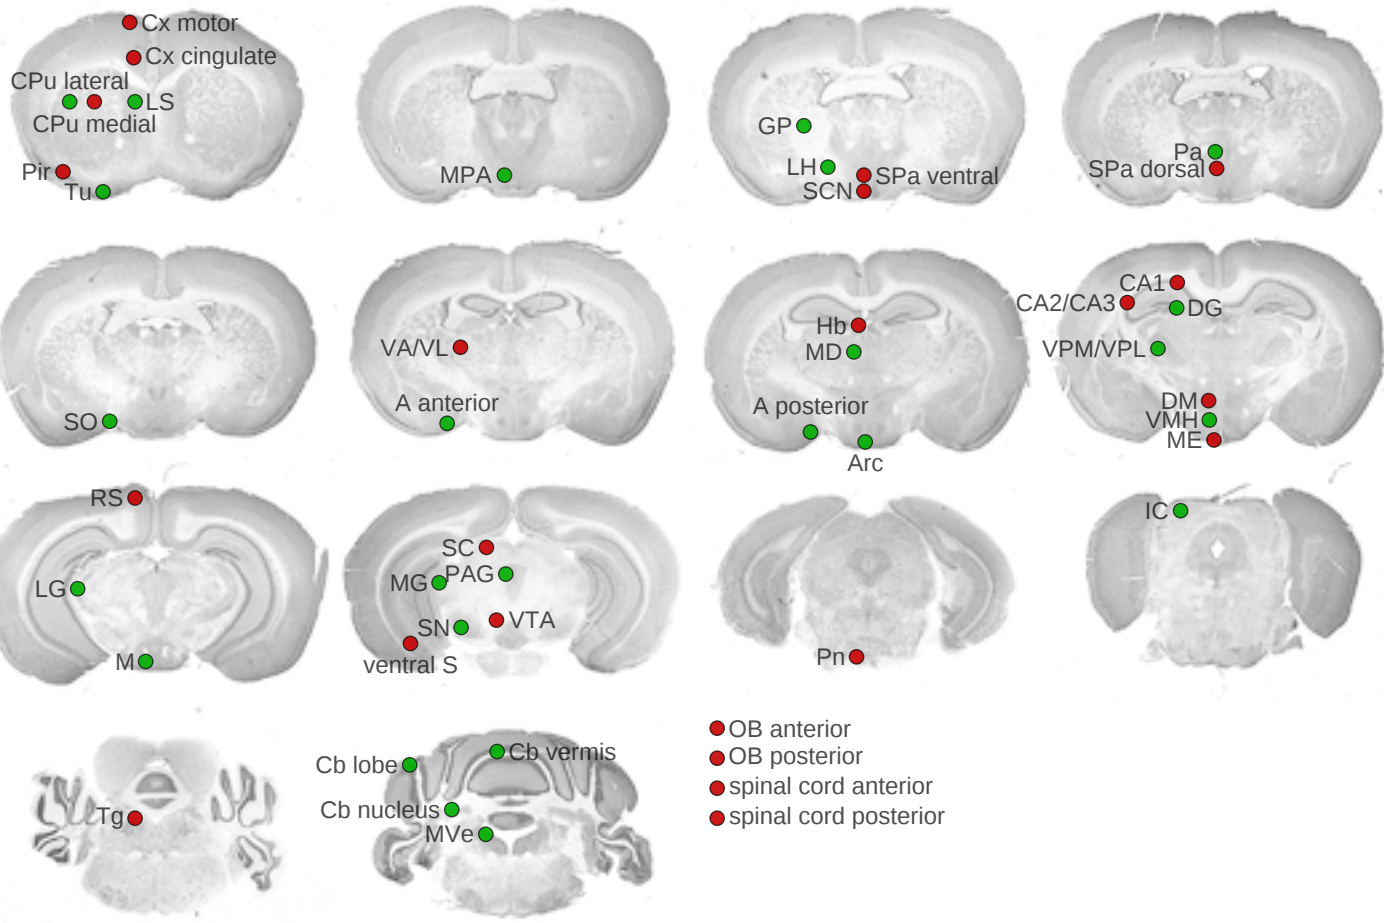 Cx motor
Cx cingulate
CPu lateral
LS
CPu medial
Pir
Tu
MPA
GP
LH
SPa ventral
SCN
Pa
SPa dorsal
SO
VA/VL
A anterior
Hb
MD
A posterior
Arc
CA1
CA2/CA3
DG
VPM/VPL
DM
VMH
ME
RS
LG
M
SC
MG
PAG
SN
VTA
ventral S
Pn
IC
Tg
Cb vermis
Cb lobe
Cb nucleus
MVe
OB anterior
OB posterior
spinal cord anterior
spinal cord posterior